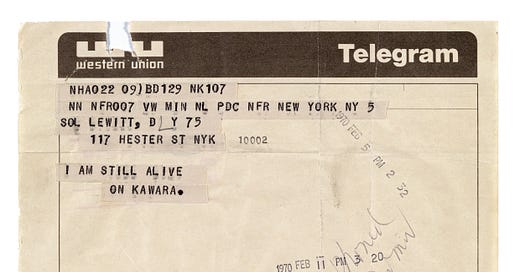 western union
Telegram
NHA022 09)BD129 NK107
NN NFR007 VW MIN NL PDC NFR NEW YORK NY 5
SOL LEWITT, DLY 75
117 HESTER ST NYK 10002
I AM STILL ALIVE
ON KAWARA.
1970 FEB 5 PM 2 32
1970 FEB 11 PM 3 20